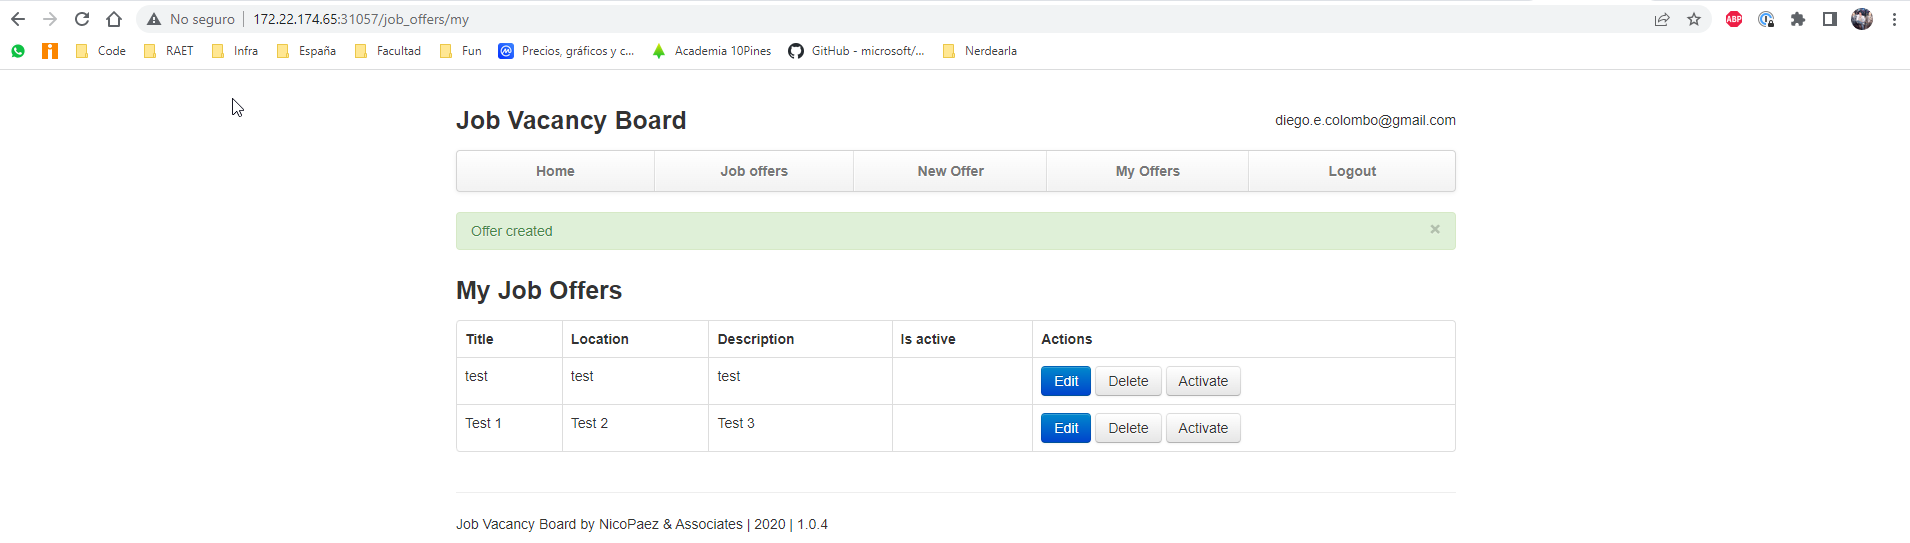 No seguro | 172.22.174.65:31057/job_offers/my
ABP
Code RAET Infra España Facultad Fun Precios, gráficos y c... Academia 10Pines GitHub - microsoft/... Nerdearla
Job Vacancy Board diego.e.colombo@gmail.com
Home Job offers New Offer My Offers Logout
Offer created ×
My Job Offers
Title Location Description Is active Actions
test test test Edit Delete Activate
Test 1 Test 2 Test 3 Edit Delete Activate
Job Vacancy Board by NicoPaez & Associates | 2020 | 1.0.4